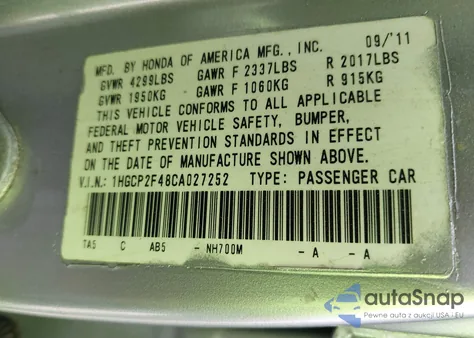 MFD. BY HONDA OF AMERICA MFG., INC. 09/'11
GVWR 4299LBS GAWR F 2337LBS R 2017LBS
GVWR 1950KG GAWR F 1060KG R 915KG
THIS VEHICLE CONFORMS TO ALL APPLICABLE
FEDERAL MOTOR VEHICLE SAFETY, BUMPER,
AND THEFT PREVENTION STANDARDS IN EFFECT
ON THE DATE OF MANUFACTURE SHOWN ABOVE.
V.I.N.: 1HGCP2F48CA027252 TYPE: PASSENGER CAR
TA5 C AB5 - NH700M - A - A
autoSnap
Pewne auta z aukcji USA i EU